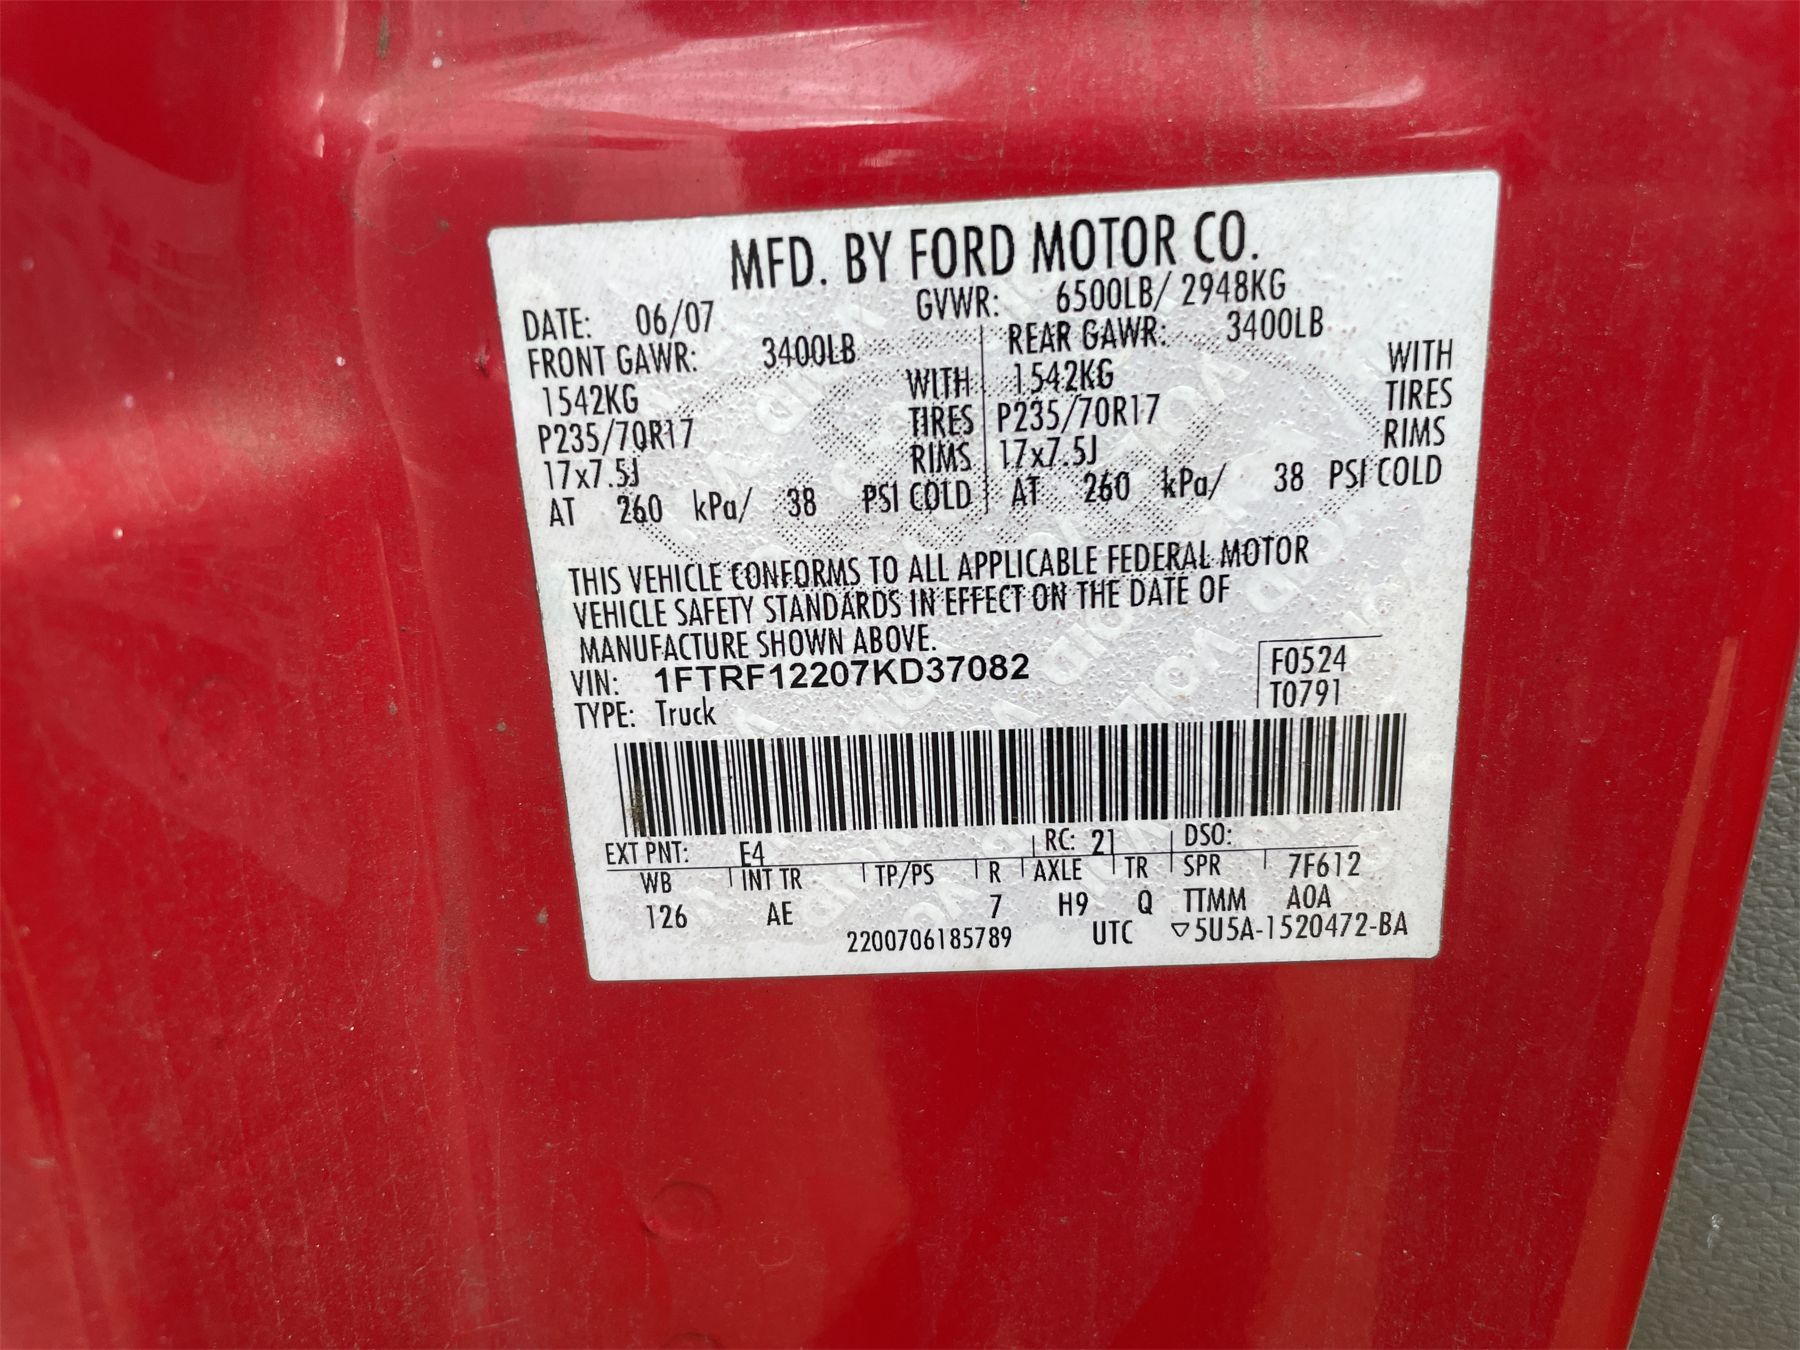 MFD. BY FORD MOTOR CO.
DATE: 06/07 GVWR: 6500LB/ 2948KG
FRONT GAWR: 3400LB REAR GAWR: 3400LB
1542KG WITH 1542KG WITH
P235/70R17 TIRES P235/70R17 TIRES
17x7.5J RIMS 17x7.5J RIMS
AT 260 kPa/ 38 PSI COLD AT 260 kPa/ 38 PSI COLD
THIS VEHICLE CONFORMS TO ALL APPLICABLE FEDERAL MOTOR
VEHICLE SAFETY STANDARDS IN EFFECT ON THE DATE OF
MANUFACTURE SHOWN ABOVE.
VIN: 1FTRF12207KD37082 F0524
TYPE: Truck T0791
EXT PNT: E4 RC: 21 DSO:
WB INT TR TP/PS R AXLE TR SPR 7F612
126 AE 7 H9 Q TTMM A0A
2200706185789 UTC ▽5U5A-1520472-BA